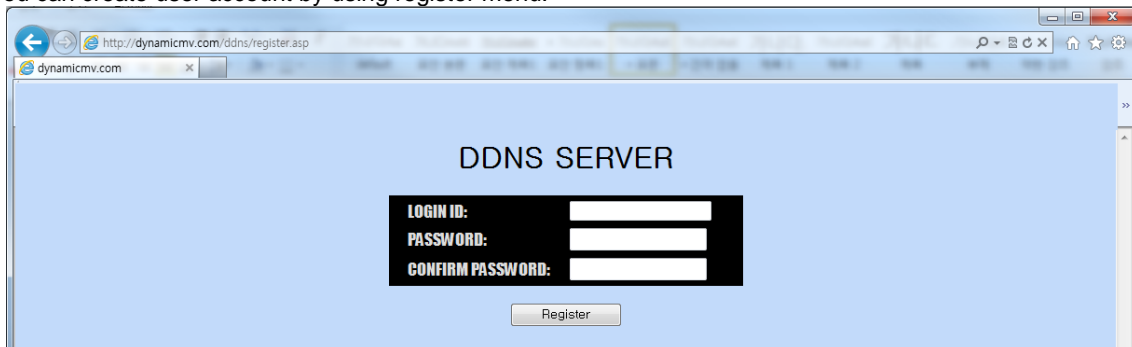 ou can create user account by using register menu.
http://dynamicmv.com/ddns/register.asp
dynamicmv.com
DDNS SERVER
LOGIN ID:
PASSWORD:
CONFIRM PASSWORD:
Register